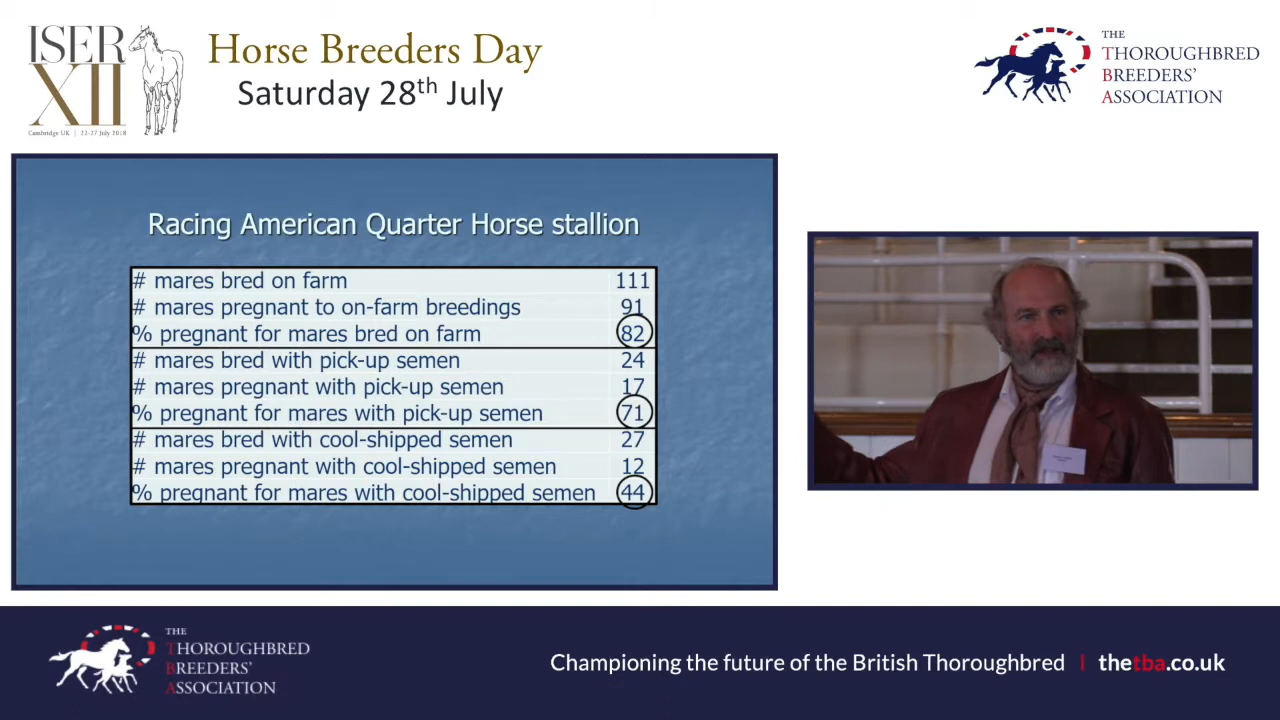 ISER
XII
Cambridge UK | 22-27 July 2018
Horse Breeders Day
Saturday 28th July
THE
THOROUGHBRED
BREEDERS'
ASSOCIATION
Racing American Quarter Horse stallion
# mares bred on farm 111
# mares pregnant to on-farm breedings 91
% pregnant for mares bred on farm 82
# mares bred with pick-up semen 24
# mares pregnant with pick-up semen 17
% pregnant for mares with pick-up semen 71
# mares bred with cool-shipped semen 27
# mares pregnant with cool-shipped semen 12
% pregnant for mares with cool-shipped semen 44
THE
THOROUGHBRED
BREEDERS'
ASSOCIATION
Championing the future of the British Thoroughbred | thetba.co.uk